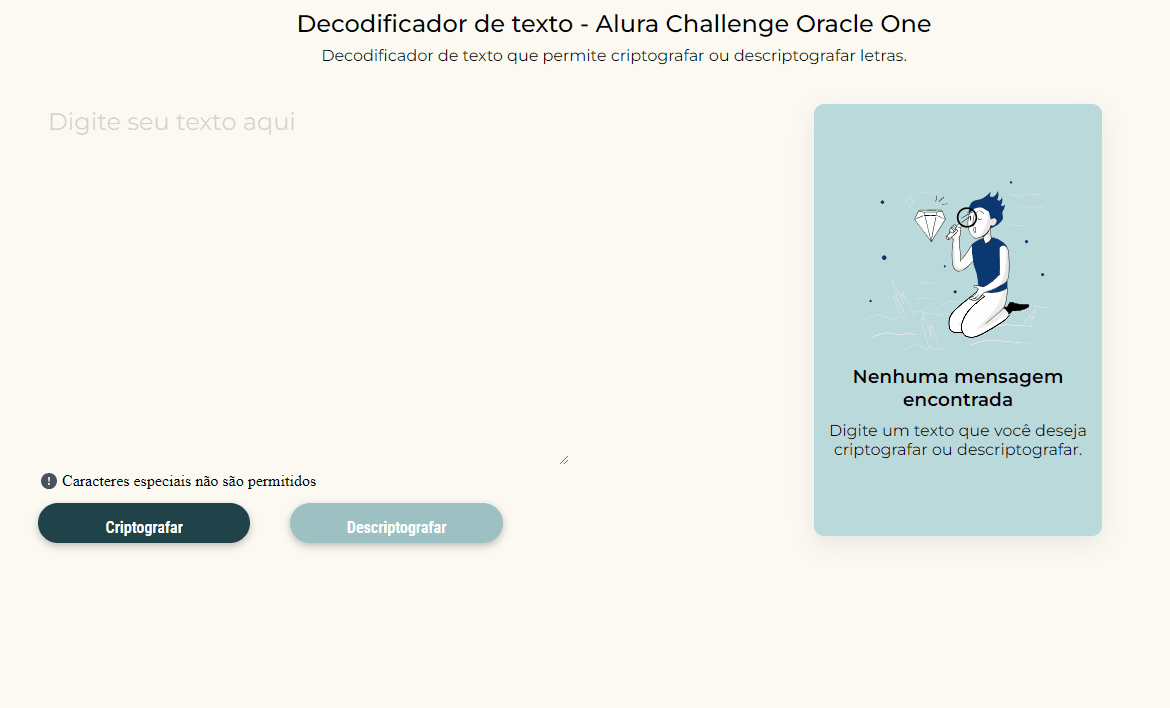 Decodificador de texto - Alura Challenge Oracle One
Decodificador de texto que permite criptografar ou descriptografar letras.
Digite seu texto aqui
Nenhuma mensagem
encontrada
Digite um texto que você deseja
criptografar ou descriptografar.
Caracteres especiais não são permitidos
Criptografar
Descriptografar